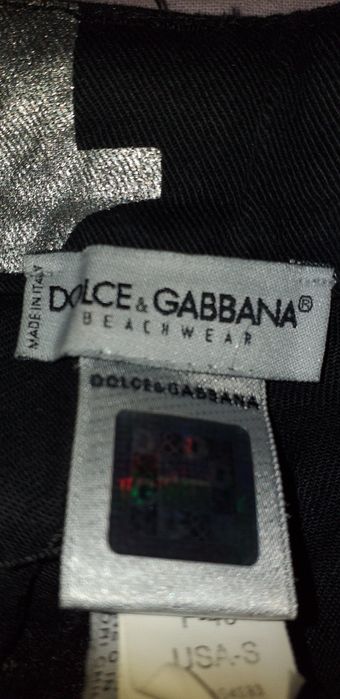 MADE IN ITALY
DOLCE & GABBANA®
BEACHWEAR
DOLCE&GABBANA
USA-S